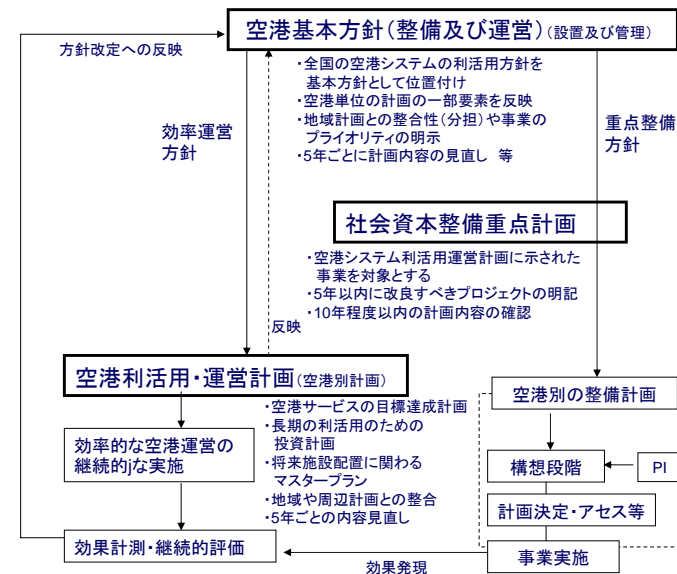 空港基本方針(整備及び運営)(設置及び管理)
方針改定への反映
・全国の空港システムの利活用方針を
基本方針として位置付け
・空港単位の計画の一部要素を反映
・地域計画との整合性(分担)や事業の
プライオリティの明示
・5年ごとに計画内容の見直し 等
効率運営
方針
重点整備
方針
社会資本整備重点計画
・空港システム利活用運営計画に示された
事業を対象とする
・5年以内に改良すべきプロジェクトの明記
・10年程度以内の計画内容の確認
反映
空港利活用・運営計画(空港別計画)
・空港サービスの目標達成計画
・長期の利活用のための
投資計画
・将来施設配置に関わる
マスタープラン
・地域や周辺計画との整合
・5年ごとの内容見直し
効率的な空港運営の
継続的jな実施
効果計測・継続的評価
空港別の整備計画
構想段階
PI
計画決定・アセス等
事業実施
効果発現